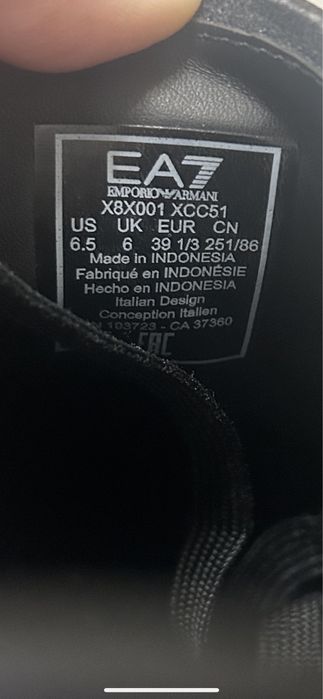 EA7
EMPORIO ARMANI
X8X001 XCC51
US UK EUR CN
6.5 6 39 1/3 251/86
Made in INDONESIA
Fabriqué en INDONÉSIE
Hecho en INDONESIA
Italian Design
Conception Italien
193723 - CA 37360
EAC